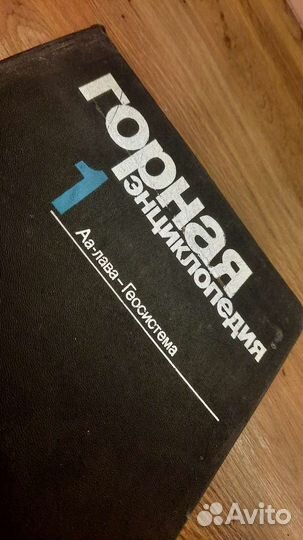 горная
энциклопедия
1
Аа-лава – Геосистема
Avito